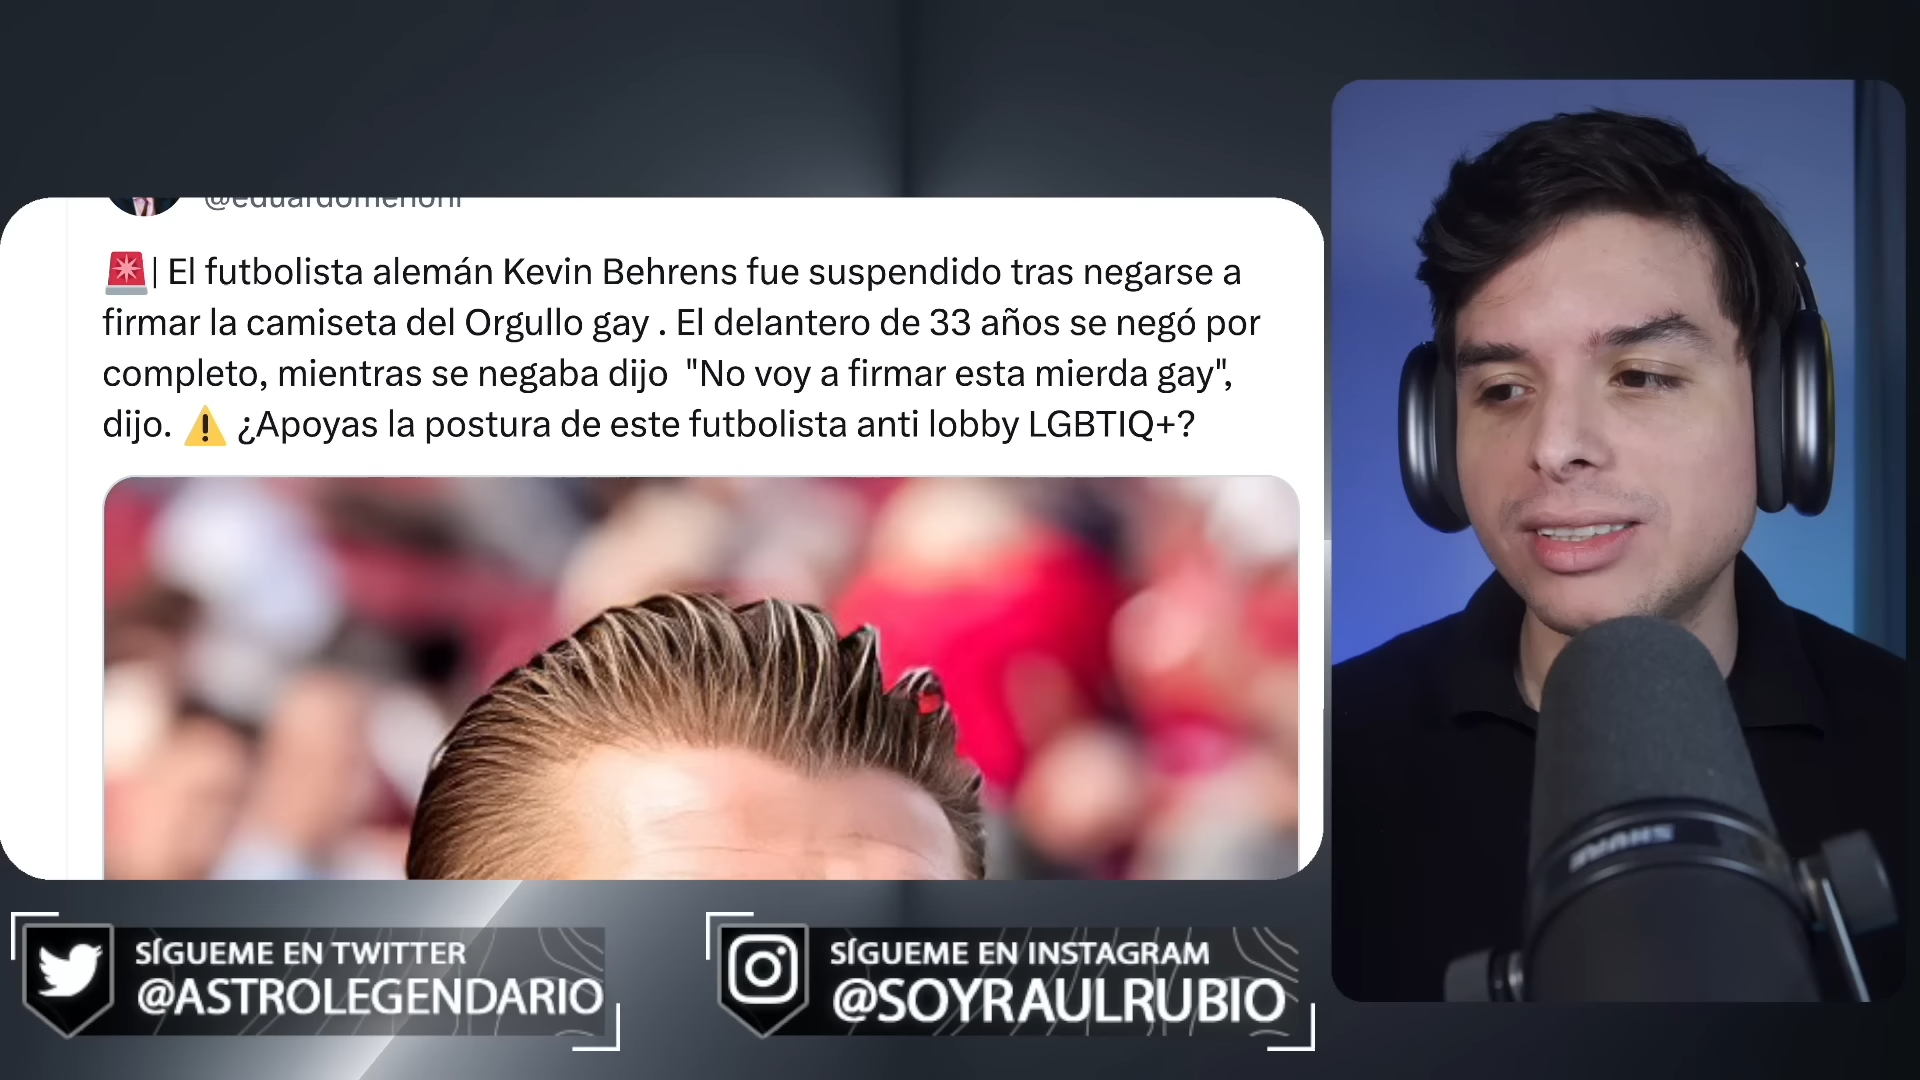 @eduardomenoni
🚨| El futbolista alemán Kevin Behrens fue suspendido tras negarse a
firmar la camiseta del Orgullo gay . El delantero de 33 años se negó por
completo, mientras se negaba dijo "No voy a firmar esta mierda gay",
dijo. ⚠️ ¿Apoyas la postura de este futbolista anti lobby LGBTIQ+?
SHURE
SÍGUEME EN TWITTER
@ASTROLEGENDARIO
SÍGUEME EN INSTAGRAM
@SOYRAULRUBIO